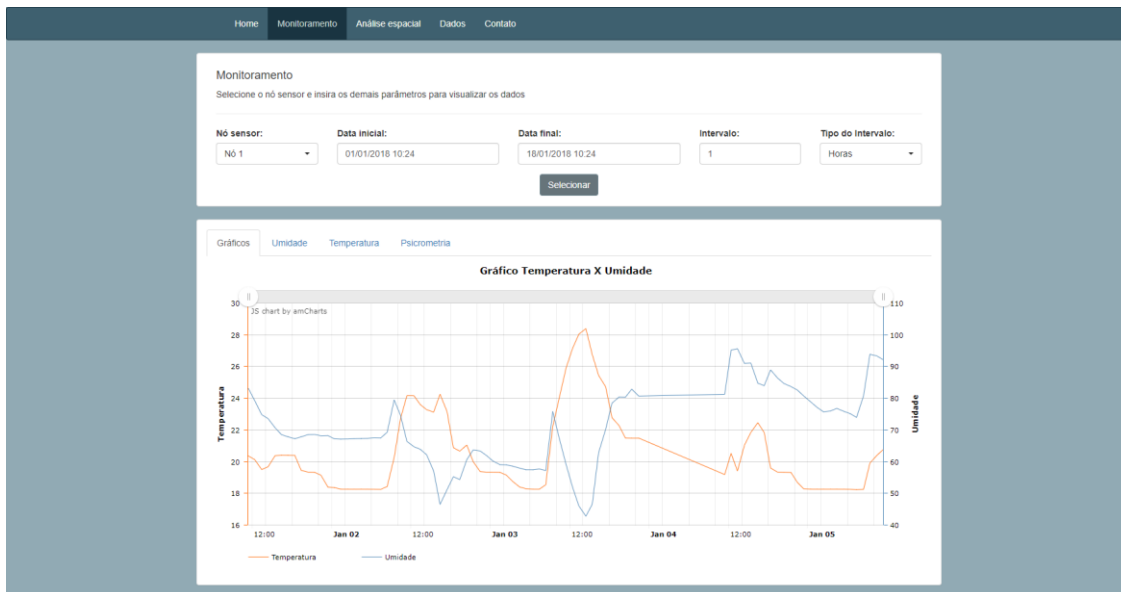 Home Monitoramento Análise espacial Dados Contato
Monitoramento
Selecione o nó sensor e insira os demais parâmetros para visualizar os dados
Nó sensor: Data inicial: Data final: Intervalo: Tipo do Intervalo:
Nó 1 01/01/2018 10:24 18/01/2018 10:24 1 Horas
Selecionar
Gráficos Umidade Temperatura Psicrometria
Gráfico Temperatura X Umidade
30 110
JS chart by amCharts
28 100
26 90
24 80
Temperatura
Umidade
22 70
20 60
18 50
16 40
12:00 Jan 02 12:00 Jan 03 12:00 Jan 04 12:00 Jan 05
Temperatura Umidade